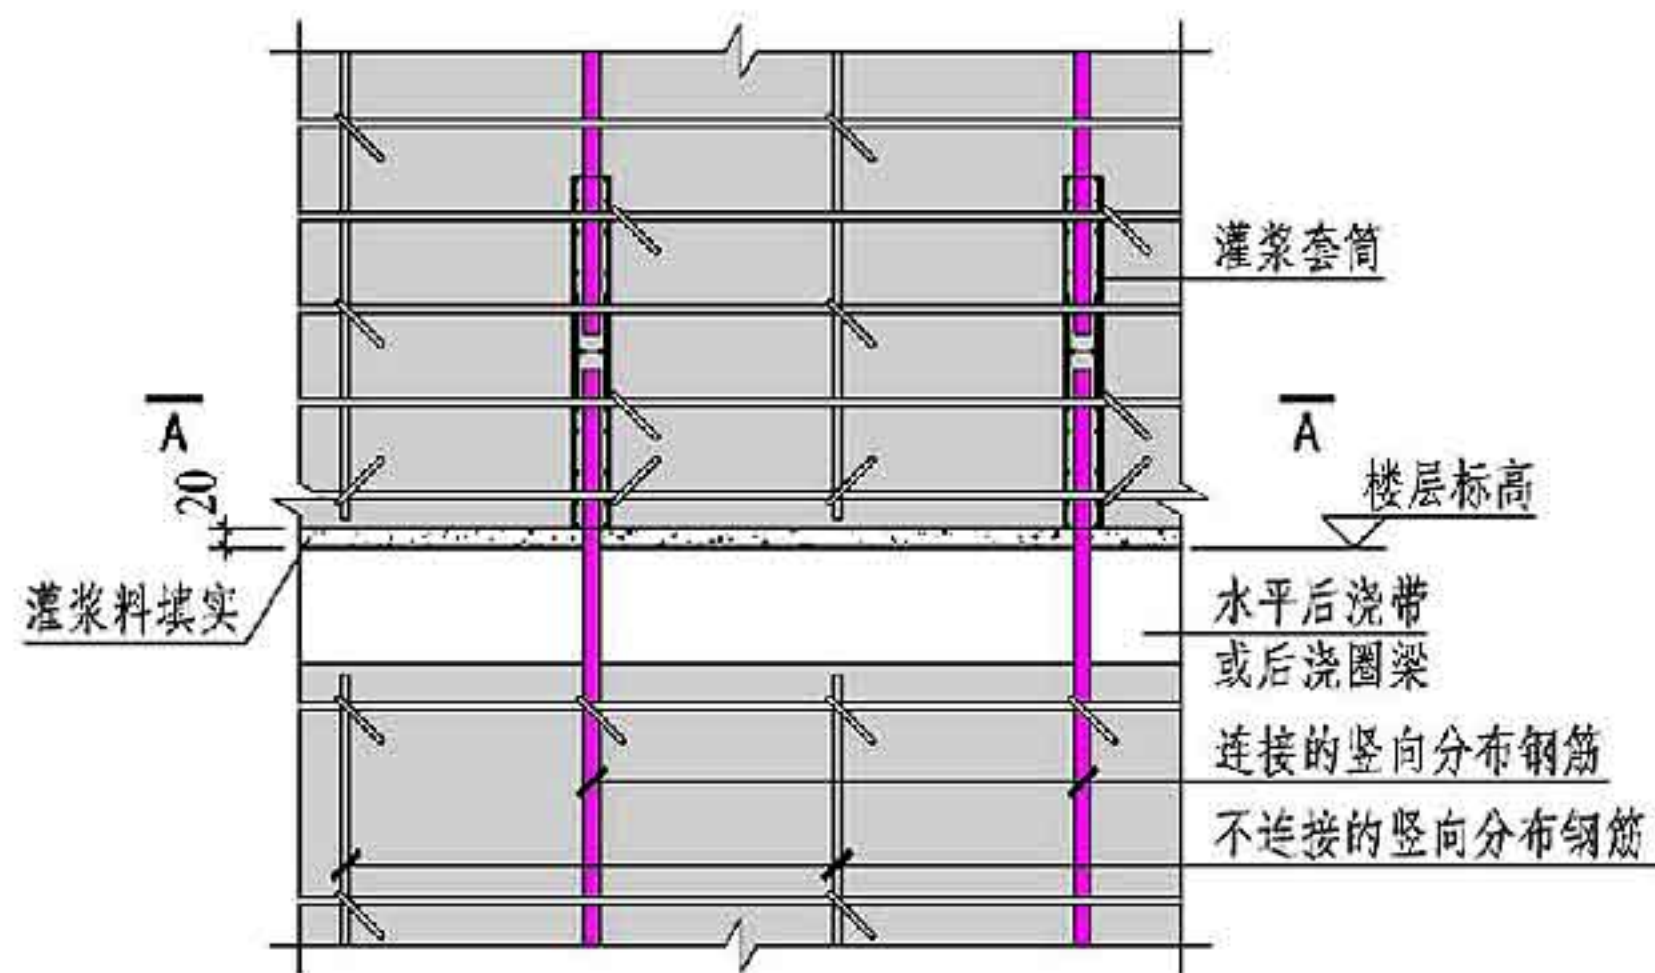 灌浆套筒
A
A
20
楼层标高
灌浆料填实
水平后浇带
或后浇圈梁
连接的竖向分布钢筋
不连接的竖向分布钢筋